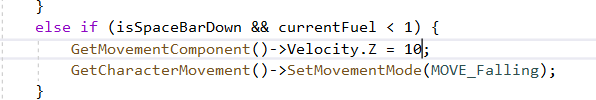 }
else if (isSpaceBarDown && currentFuel < 1) {
GetMovementComponent()->Velocity.Z = 10;
GetCharacterMovement()->SetMovementMode(MOVE_Falling);
}